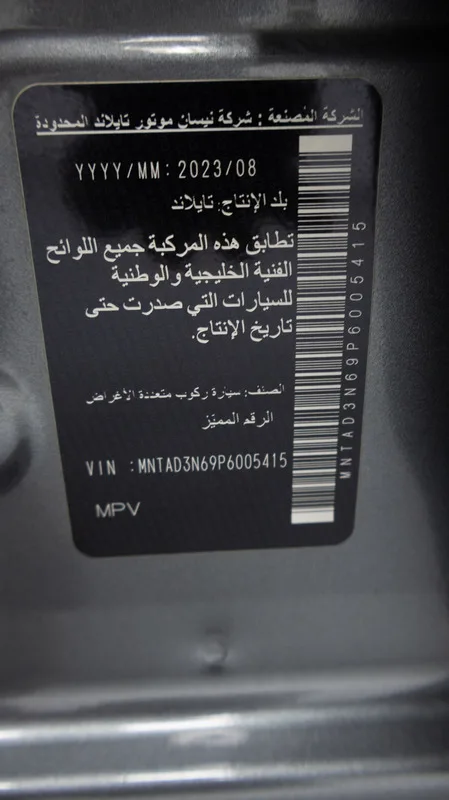 الشركة المصنعة : شركة نيسان موتور تايلاند المحدودة
YYYY/MM: 2023/08
بلد الإنتاج: تايلاند
تطابق هذه المركبة جميع اللوائح
الفنية الخليجية والوطنية
للسيارات التي صدرت حتى
تاريخ الإنتاج.
الصنف: سيارة ركوب متعددة الأغراض
الرقم المميّز
VIN :MNTAD3N69P6005415
MPV
MNTAD3N69P6005415